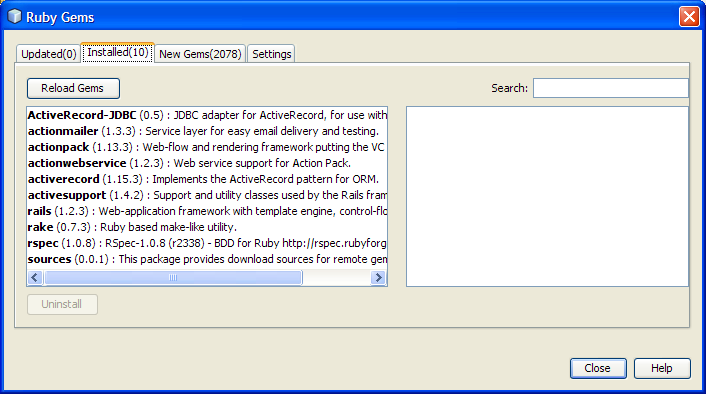 Ruby Gems
Updated(0) Installed(10) New Gems(2078) Settings
Reload Gems Search:
ActiveRecord-JDBC (0.5) : JDBC adapter for ActiveRecord, for use with
actionmailer (1.3.3) : Service layer for easy email delivery and testing.
actionpack (1.13.3) : Web-flow and rendering framework putting the VC
actionwebservice (1.2.3) : Web service support for Action Pack.
activerecord (1.15.3) : Implements the ActiveRecord pattern for ORM.
activesupport (1.4.2) : Support and utility classes used by the Rails fram
rails (1.2.3) : Web-application framework with template engine, control-flo
rake (0.7.3) : Ruby based make-like utility.
rspec (1.0.8) : RSpec-1.0.8 (r2338) - BDD for Ruby http://rspec.rubyforg
sources (0.0.1) : This package provides download sources for remote gem
Uninstall
Close Help